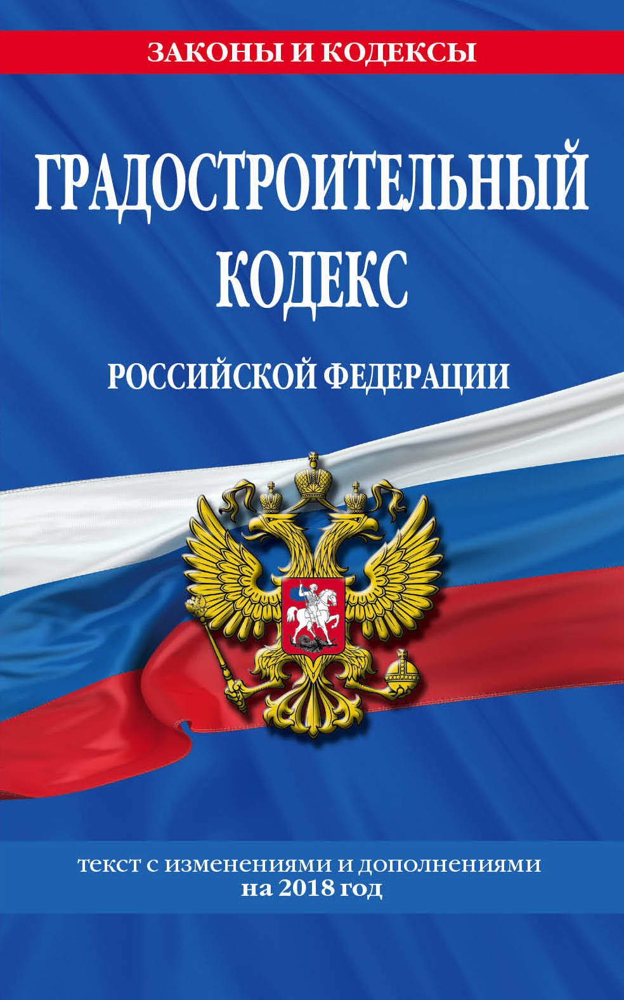 ЗАКОНЫ И КОДЕКСЫ
ГРАДОСТРОИТЕЛЬНЫЙ
КОДЕКС
РОССИЙСКОЙ ФЕДЕРАЦИИ
текст с изменениями и дополнениями
на 2018 год